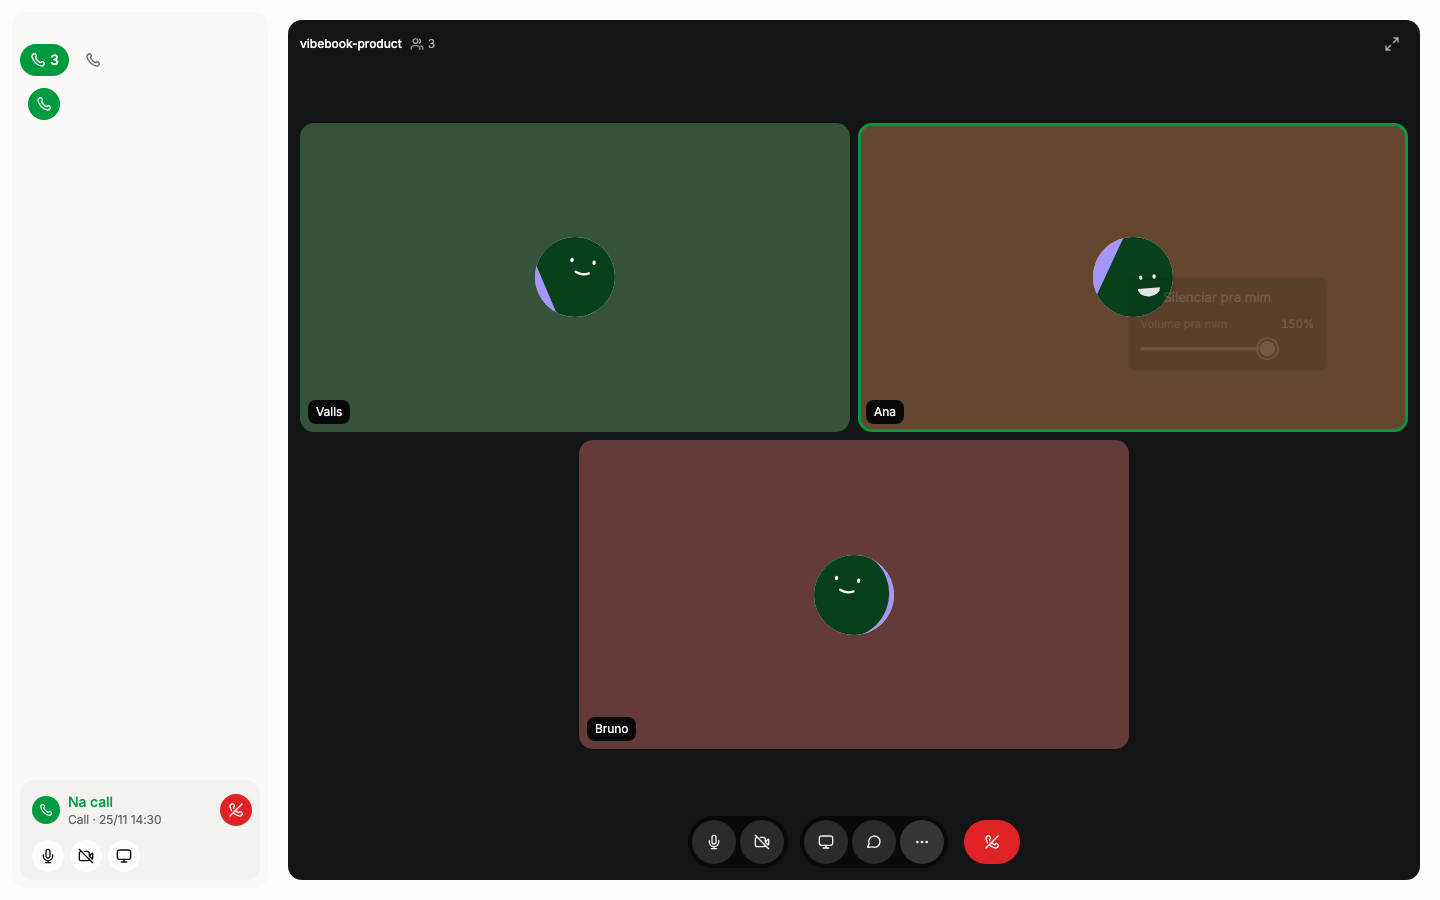 3
vibebook-product 3
Valls
Ana
Silenciar pra mim
Volume pra mim 150%
Bruno
Na call
Call · 25/11 14:30